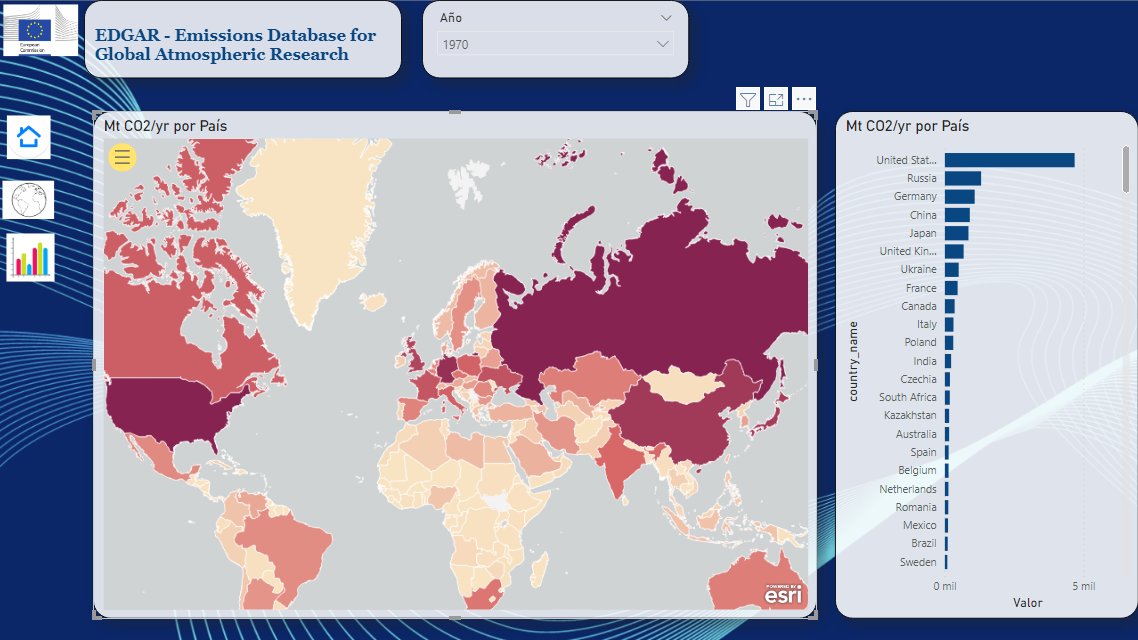 European
Commission
EDGAR - Emissions Database for
Global Atmospheric Research
Año
1970
Mt CO2/yr por País
POWERED BY
esri
Mt CO2/yr por País
country_name
United Stat...
Russia
Germany
China
Japan
United Kin...
Ukraine
France
Canada
Italy
Poland
India
Czechia
South Africa
Kazakhstan
Australia
Spain
Belgium
Netherlands
Romania
Mexico
Brazil
Sweden
0 mil 5 mil
Valor